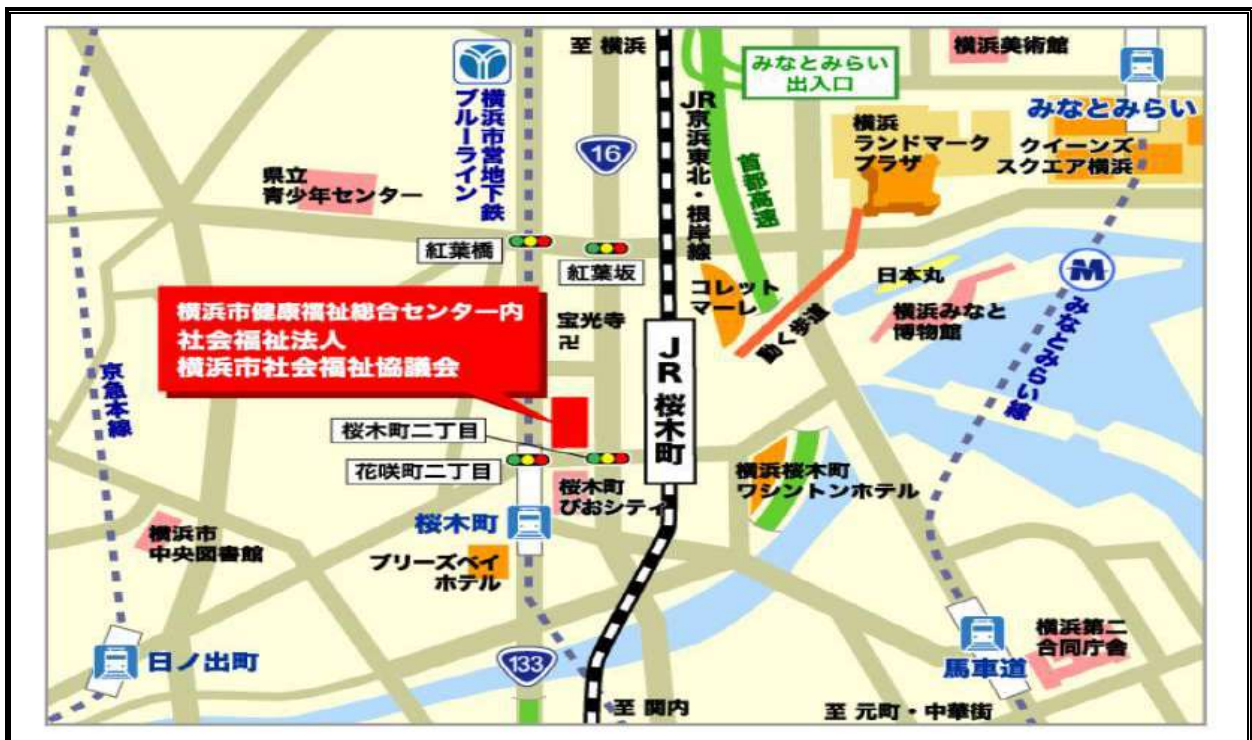 至 横浜
みなとみらい
出入口
横浜美術館
みなとみらい
横浜市営地下鉄
ブルーライン
16
JR
京浜東北・根岸線
首都高速
横浜
ランドマーク
プラザ
クイーンズ
スクエア横浜
県立
青少年センター
紅葉橋
紅葉坂
コレット
マーレ
動く歩道
日本丸
横浜みなと
博物館
M
みなとみらい線
横浜市健康福祉総合センター内
社会福祉法人
横浜市社会福祉協議会
宝光寺
卍
JR 桜木町
京急本線
桜木町二丁目
花咲町二丁目
桜木町
ぴおシティ
横浜桜木町
ワシントンホテル
桜木町
横浜市
中央図書館
ブリーズベイ
ホテル
日ノ出町
133
馬車道
横浜第二
合同庁舎
至 関内
至 元町・中華街